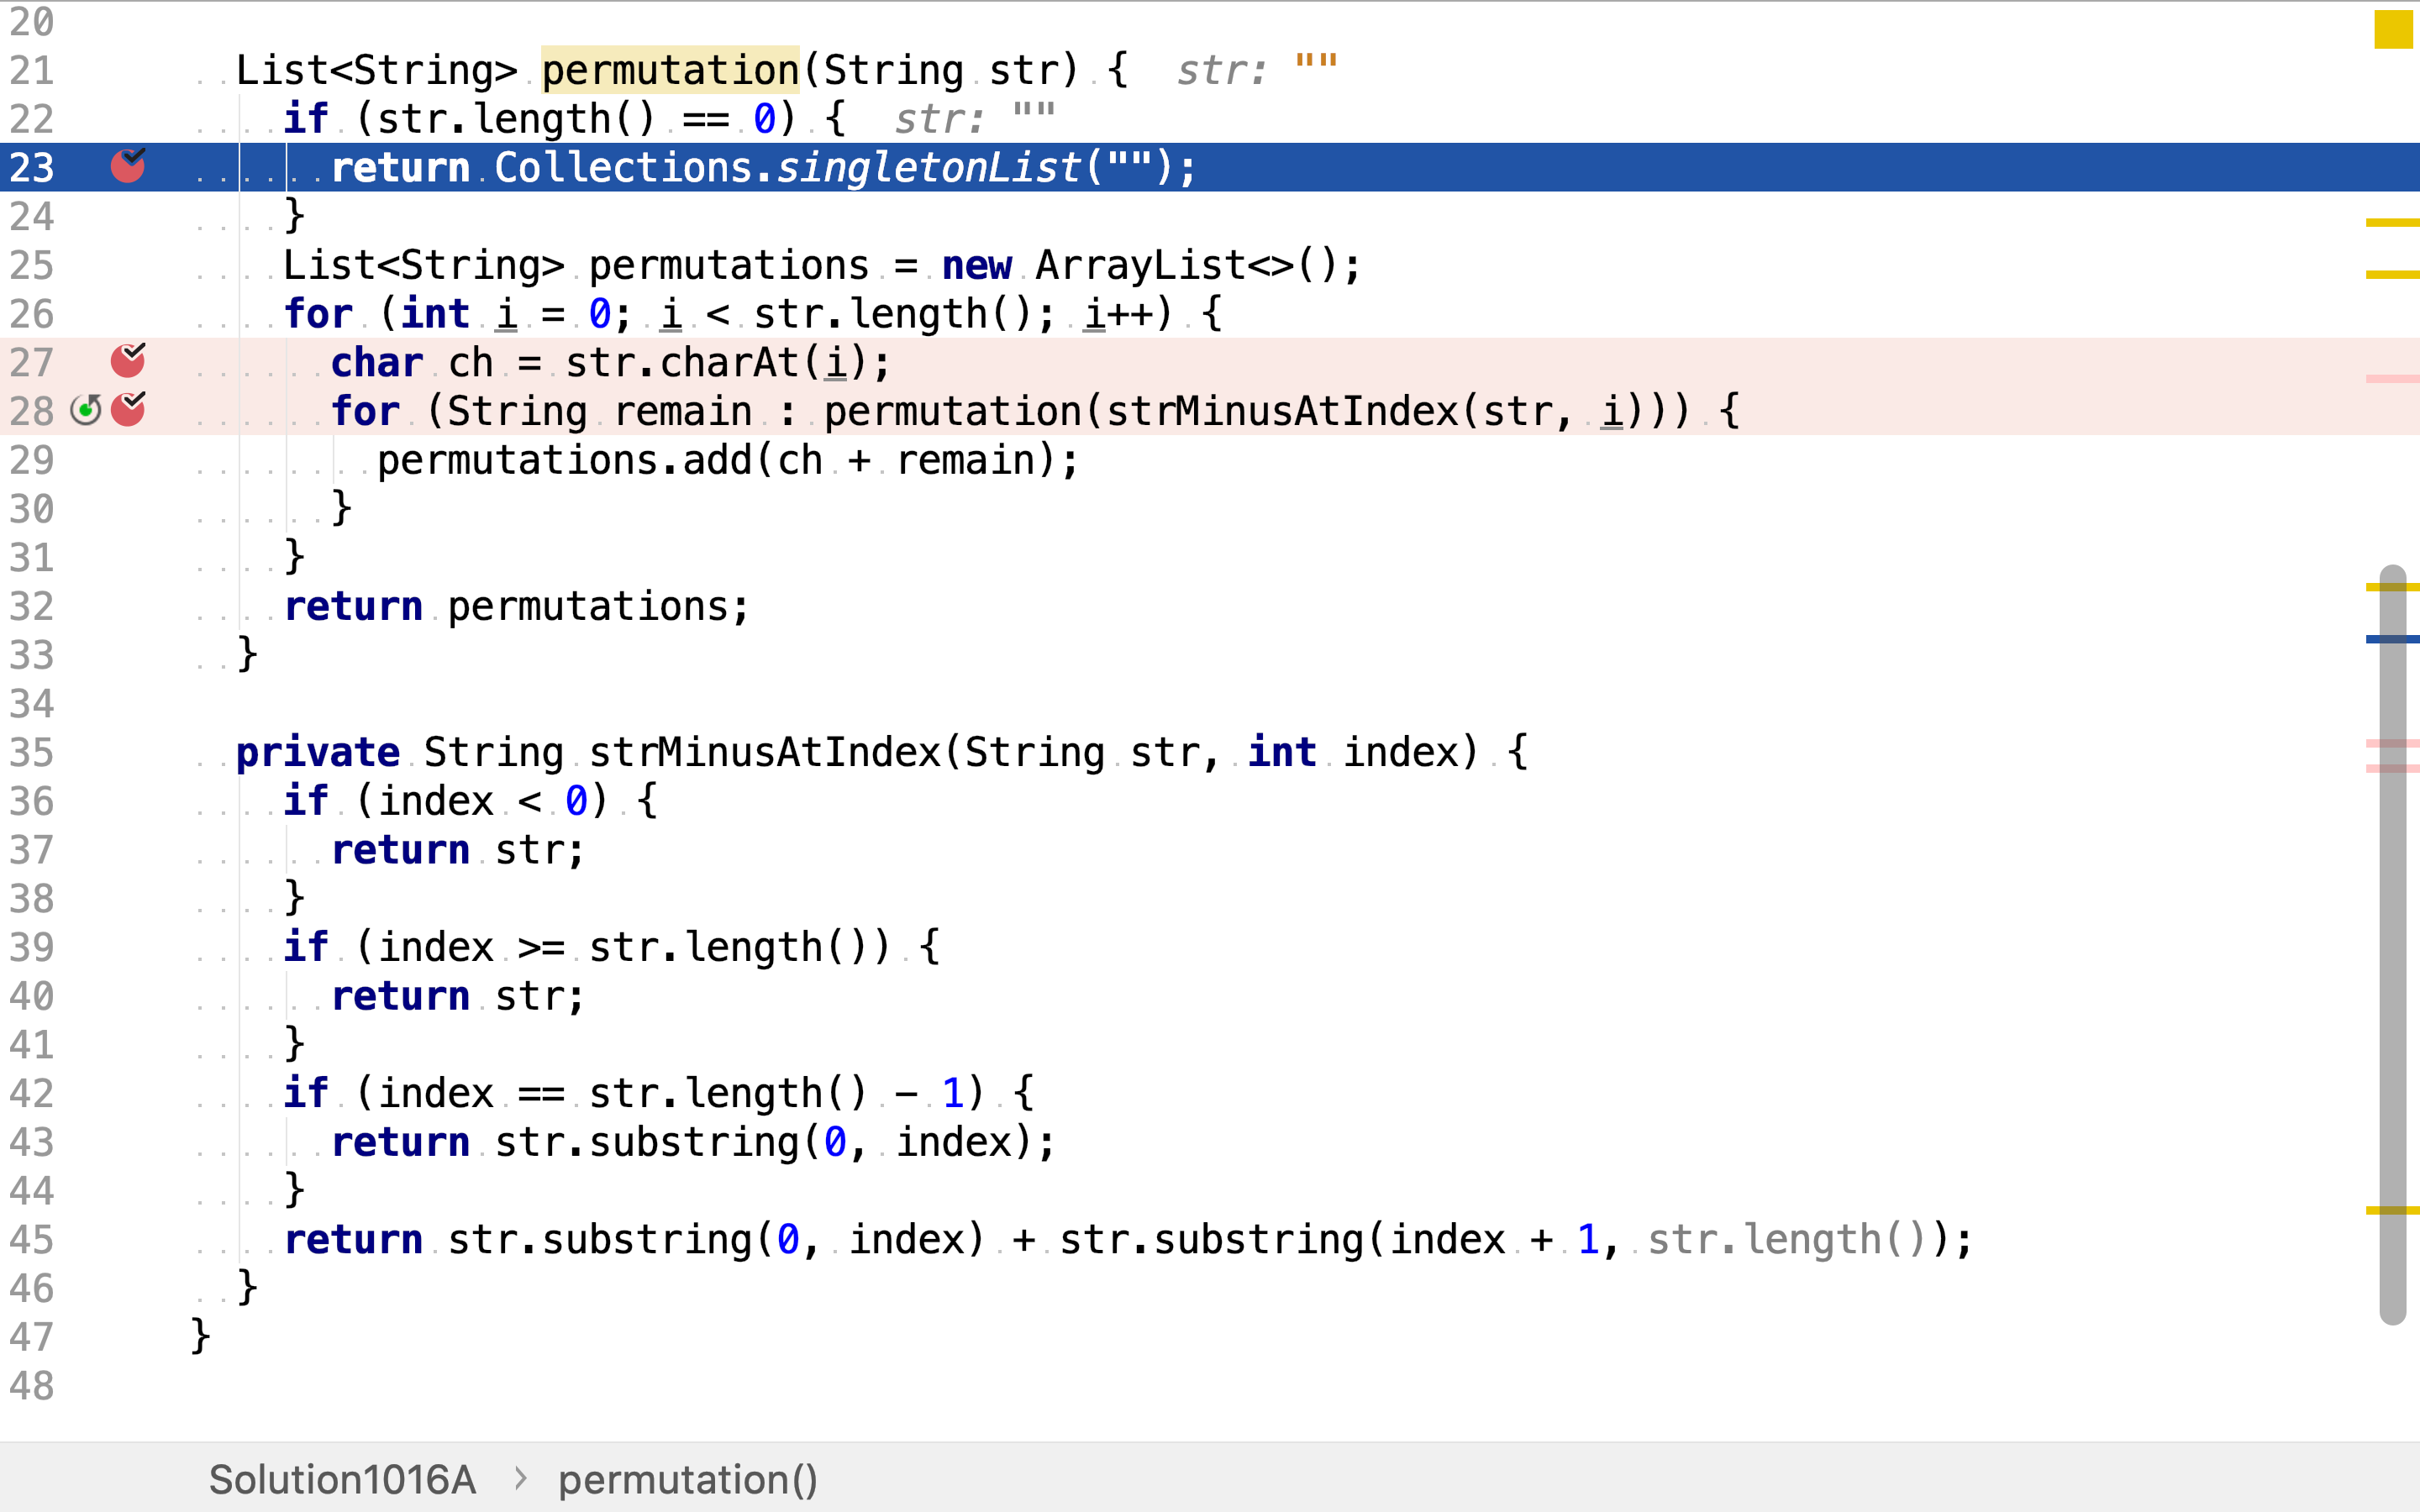 20
21 List<String> permutation(String str) { str: ""
22 if (str.length() == 0) { str: ""
23 return Collections.singletonList("");
24 }
25 List<String> permutations = new ArrayList<>();
26 for (int i = 0; i < str.length(); i++) {
27 char ch = str.charAt(i);
28 for (String remain : permutation(strMinusAtIndex(str, i))) {
29 permutations.add(ch + remain);
30 }
31 }
32 return permutations;
33 }
34
35 private String strMinusAtIndex(String str, int index) {
36 if (index < 0) {
37 return str;
38 }
39 if (index >= str.length()) {
40 return str;
41 }
42 if (index == str.length() - 1) {
43 return str.substring(0, index);
44 }
45 return str.substring(0, index) + str.substring(index + 1, str.length());
46 }
47 }
48
Solution1016A > permutation()